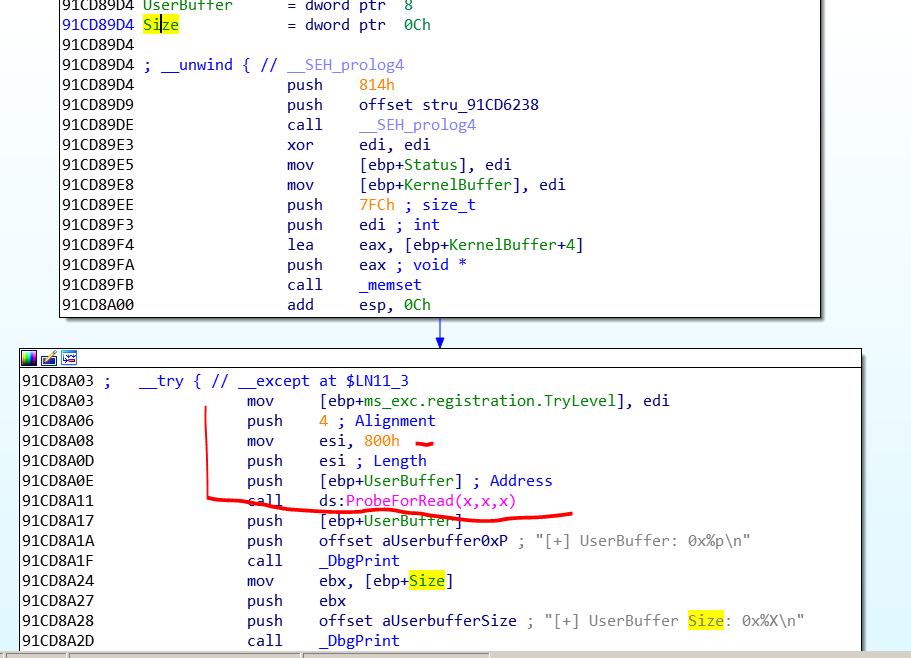 91CD89D4 UserBuffer = dword ptr 8
91CD89D4 Size = dword ptr 0Ch
91CD89D4
91CD89D4 ; __unwind { // __SEH_prolog4
91CD89D4 push 814h
91CD89D9 push offset stru_91CD6238
91CD89DE call __SEH_prolog4
91CD89E3 xor edi, edi
91CD89E5 mov [ebp+Status], edi
91CD89E8 mov [ebp+KernelBuffer], edi
91CD89EE push 7FCh ; size_t
91CD89F3 push edi ; int
91CD89F4 lea eax, [ebp+KernelBuffer+4]
91CD89FA push eax ; void *
91CD89FB call _memset
91CD8A00 add esp, 0Ch
91CD8A03 ; __try { // __except at $LN11_3
91CD8A03 mov [ebp+ms_exc.registration.TryLevel], edi
91CD8A06 push 4 ; Alignment
91CD8A08 mov esi, 800h
91CD8A0D push esi ; Length
91CD8A0E push [ebp+UserBuffer] ; Address
91CD8A11 call ds:ProbeForRead(x,x,x)
91CD8A17 push [ebp+UserBuffer]
91CD8A1A push offset aUserbuffer0xP ; "[+] UserBuffer: 0x%p\n"
91CD8A1F call _DbgPrint
91CD8A24 mov ebx, [ebp+Size]
91CD8A27 push ebx
91CD8A28 push offset aUserbufferSize ; "[+] UserBuffer Size: 0x%X\n"
91CD8A2D call _DbgPrint